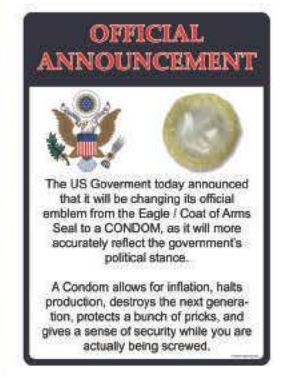 OFFICIAL
ANNOUNCEMENT
The US Goverment today announced
that it will be changing its official
emblem from the Eagle / Coat of Arms
Seal to a CONDOM, as it will more
accurately reflect the government's
political stance.
A Condom allows for inflation, halts
production, destroys the next genera-
tion, protects a bunch of pricks, and
gives a sense of security while you are
actually being screwed.